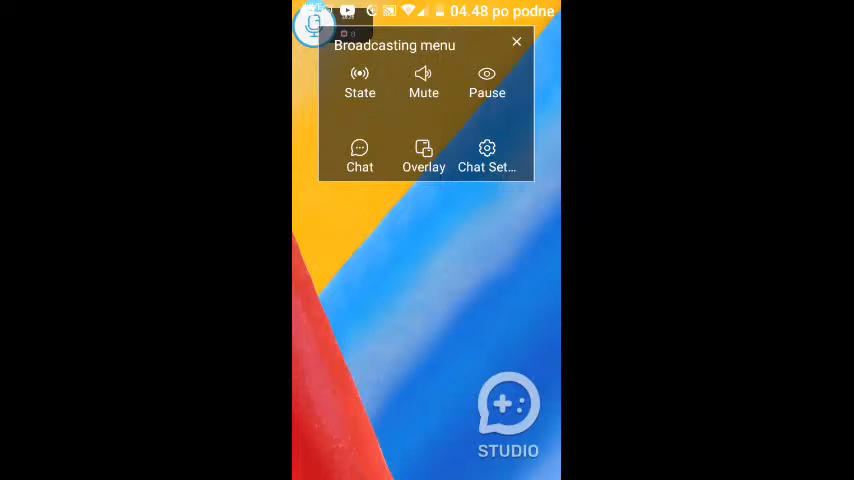 04.48 po podne
Broadcasting menu
State Mute Pause
Chat Overlay Chat Set...
STUDIO